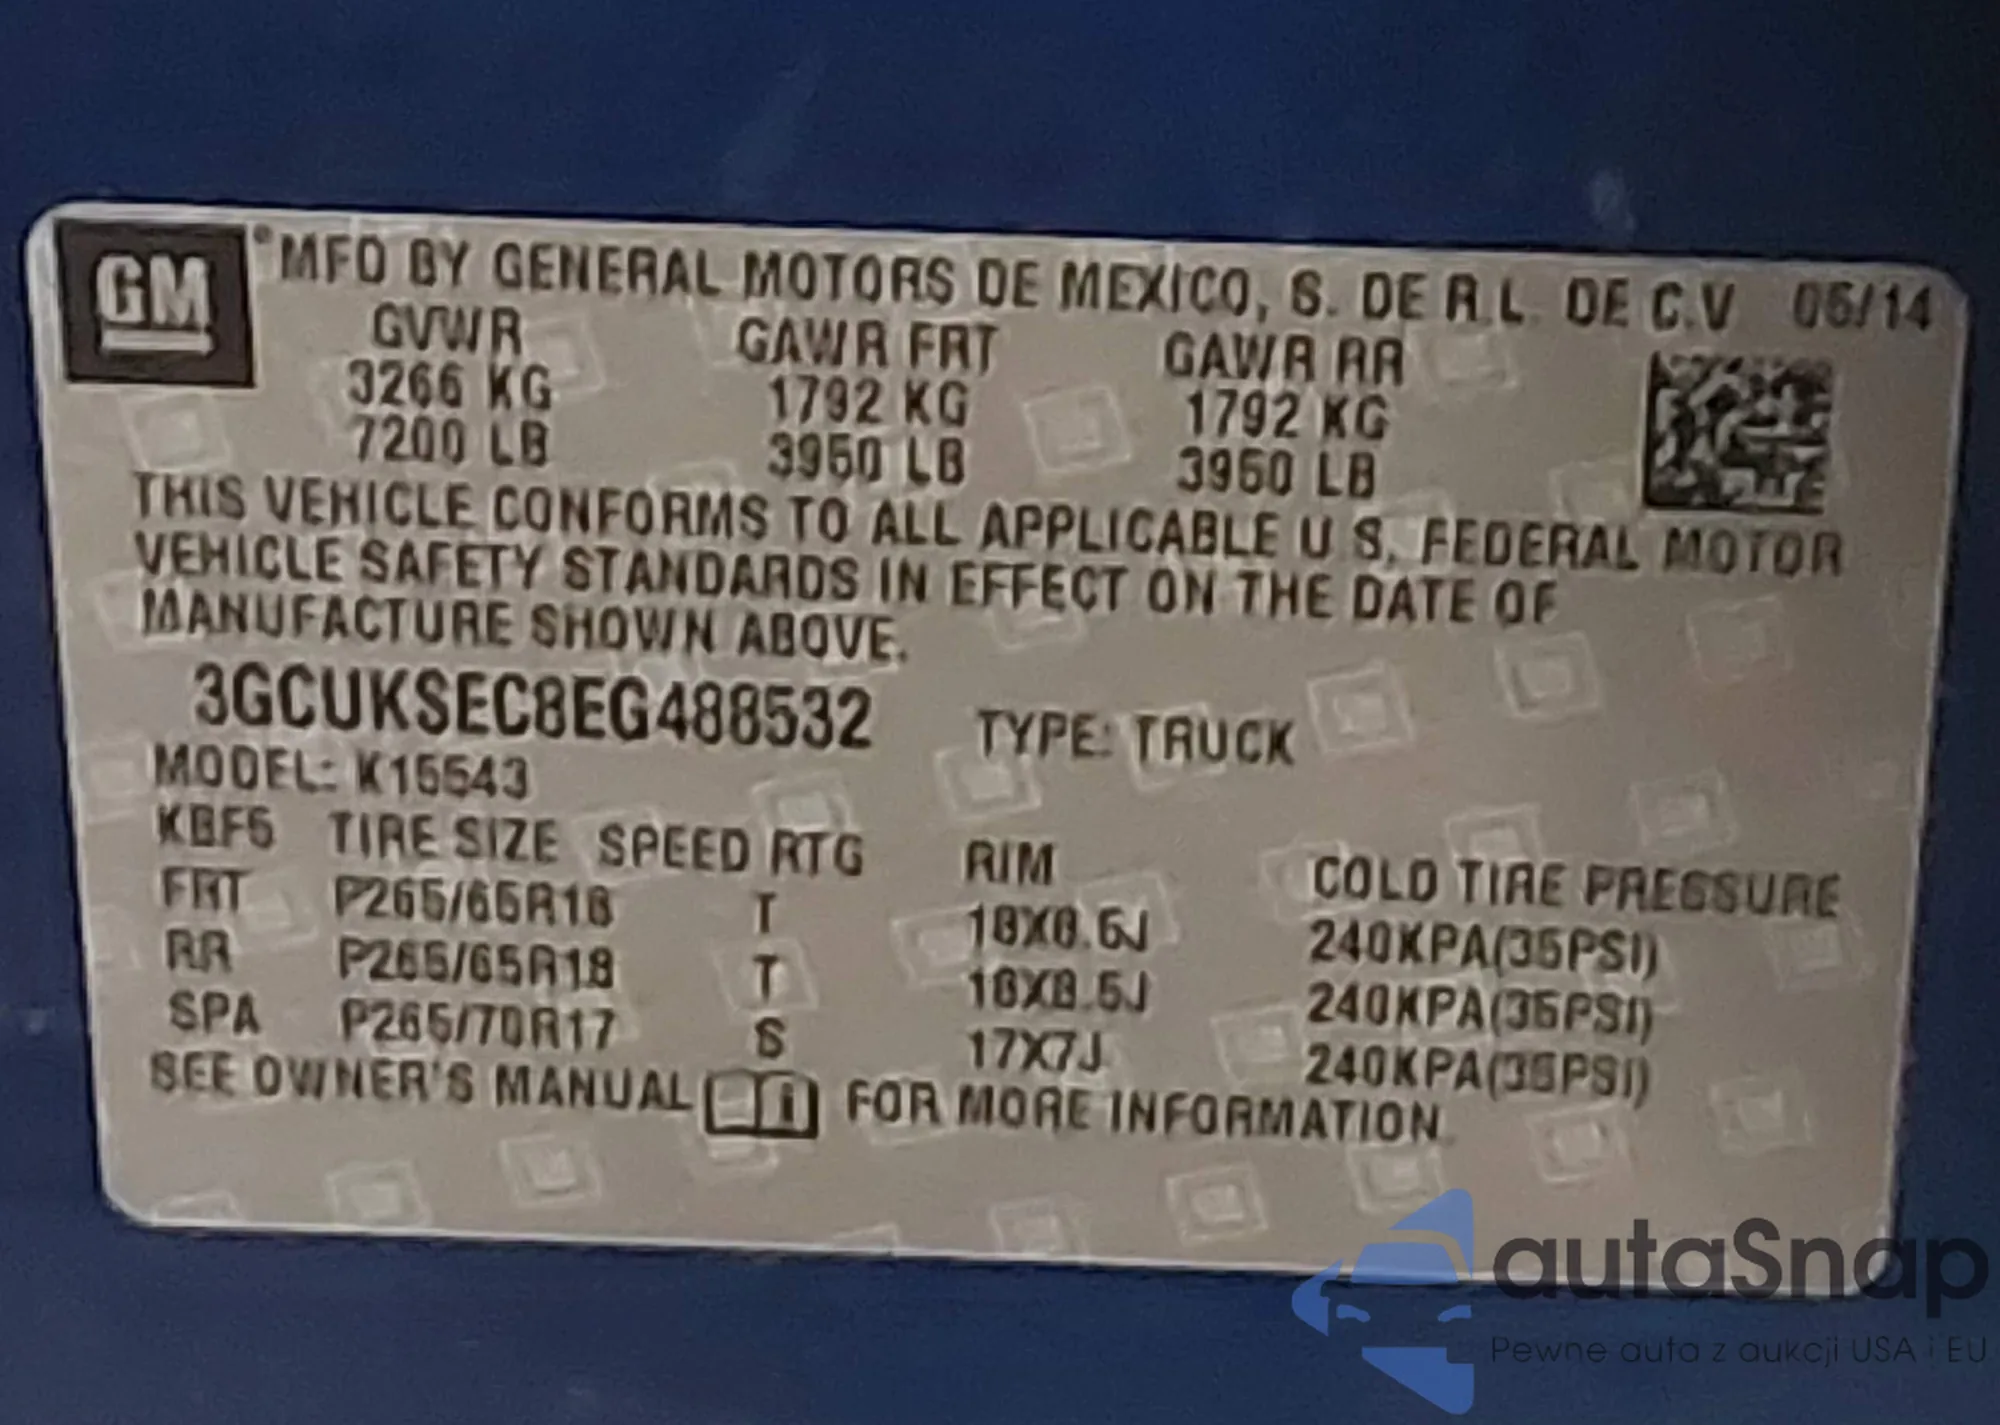 GM
MFD BY GENERAL MOTORS DE MEXICO, S. DE R.L. DE C.V 05/14
GVWR GAWR FRT GAWR RR
3266 KG 1792 KG 1792 KG
7200 LB 3950 LB 3950 LB
THIS VEHICLE CONFORMS TO ALL APPLICABLE U.S. FEDERAL MOTOR
VEHICLE SAFETY STANDARDS IN EFFECT ON THE DATE OF
MANUFACTURE SHOWN ABOVE.
3GCUKSEC8EG488532 TYPE: TRUCK
MODEL: K15543
KBF5 TIRE SIZE SPEED RTG RIM COLD TIRE PRESSURE
FRT P265/65R18 T 18X8.5J 240KPA(35PSI)
RR P265/65R18 T 18X8.5J 240KPA(35PSI)
SPA P265/70R17 S 17X7J 240KPA(35PSI)
SEE OWNER'S MANUAL FOR MORE INFORMATION
autaSnap
Pewne auta z aukcji USA i EU